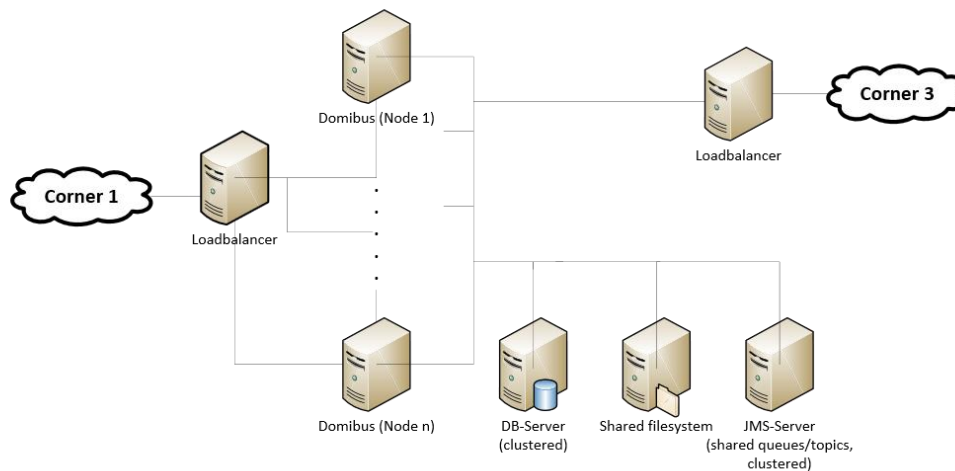 Domibus (Node 1)
Corner 3
Loadbalancer
Corner 1
Loadbalancer
Domibus (Node n)
DB-Server
(clustered)
Shared filesystem
JMS-Server
(shared queues/topics,
clustered)